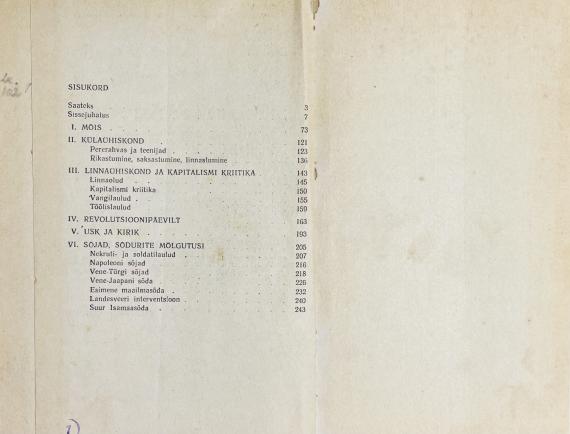 lk.
102
SISUKORD
Saateks 3
Sissejuhatus 7
I. MÕIS 73
II. KÜLAÜHISKOND 121
Pererahvas ja teenijad 123
Rikastumine, saksastumine, linnastumine 136
III. LINNAÜHISKOND JA KAPITALISMI KRIITIKA 143
Linnaolud 145
Kapitalismi kriitika 150
Vangilaulud 155
Töölislaulud 159
IV. REVOLUTSIOONIPÄEVILT 163
V. USK JA KIRIK 193
VI. SÕJAD, SÕDURITE MÕLGUTUSI 205
Nekruti- ja soldatilaulud 207
Napoleoni sõjad 216
Vene-Türgi sõjad 218
Vene-Jaapani sõda 226
Esimene maailmasõda 232
Landesveeri interventsioon 240
Suur Isamaasõda 243